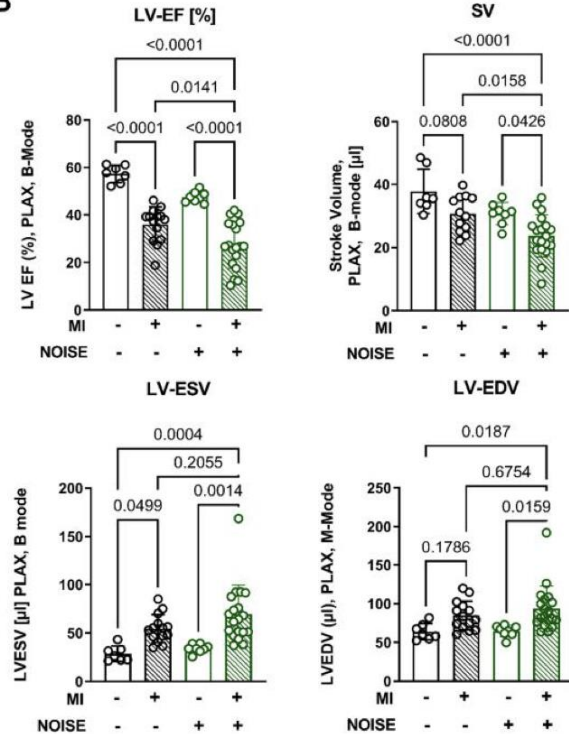 B
LV-EF [%]
<0.0001
0.0141
<0.0001 <0.0001
LV EF (%), PLAX, B-Mode
80
60
40
20
0
MI - + - +
NOISE - - + +
SV
<0.0001
0.0158
0.0808 0.0426
Stroke Volume,
PLAX, B-mode [µl]
60
40
20
0
MI - + - +
NOISE - - + +
LV-ESV
0.0004
0.2055
0.0499 0.0014
LVESV [µl] PLAX, B mode
200
150
100
50
0
MI - + - +
NOISE - - + +
LV-EDV
0.0187
0.6754
0.1786 0.0159
LVEDV (µl), PLAX, M-Mode
250
200
150
100
50
0
MI - + - +
NOISE - - + +